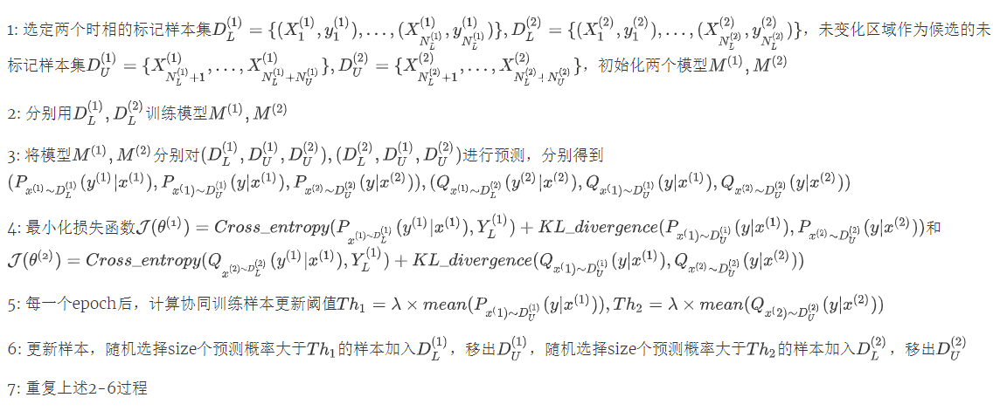 1: 选定两个时相的标记样本集$D_L^{(1)} = \{(X_1^{(1)}, y_1^{(1)}), \ldots, (X_{N_L^{(1)}}^{(1)}, y_{N_L^{(1)}}^{(1)})\}, D_L^{(2)} = \{(X_1^{(2)}, y_1^{(2)}), \ldots, (X_{N_L^{(2)}}^{(2)}, y_{N_L^{(2)}}^{(2)})\}$，未变化区域作为候选的未
标记样本集$D_U^{(1)} = \{X_{N_L^{(1)}+1}^{(1)}, \ldots, X_{N_L^{(1)}+N_U^{(1)}}^{(1)}\}, D_U^{(2)} = \{X_{N_L^{(2)}+1}^{(2)}, \ldots, X_{N_L^{(2)}+N_U^{(2)}}^{(2)}\}$，初始化两个模型$M^{(1)}, M^{(2)}$
2: 分别用$D_L^{(1)}, D_L^{(2)}$训练模型$M^{(1)}, M^{(2)}$
3: 将模型$M^{(1)}, M^{(2)}$分别对$(D_L^{(1)}, D_U^{(1)}, D_U^{(2)}), (D_L^{(2)}, D_U^{(1)}, D_U^{(2)})$进行预测，分别得到
$(P_{x^{(1)} \sim D_L^{(1)}}(y^{(1)}|x^{(1)}), P_{x^(1) \sim D_U^{(1)}}(y|x^{(1)}), P_{x^{(2)} \sim D_U^{(2)}}(y|x^{(2)})), (Q_{x^{(1)} \sim D_L^{(2)}}(y^{(2)}|x^{(2)}), Q_{x^(1) \sim D_U^{(1)}}(y|x^{(1)}), Q_{x^{(2)} \sim D_U^{(2)}}(y|x^{(2)}))$
4: 最小化损失函数$\mathcal{J}(\theta^{(1)}) = Cross\_entropy(P_{x^{(1)} \sim D_L^{(1)}}(y^{(1)}|x^{(1)}), Y_L^{(1)}) + KL\_divergence(P_{x^(1) \sim D_U^{(1)}}(y|x^{(1)}), P_{x^{(2)} \sim D_U^{(2)}}(y|x^{(2)}))$和
$\mathcal{J}(\theta^{(2)}) = Cross\_entropy(Q_{x^{(2)} \sim D_L^{(2)}}(y^{(1)}|x^{(1)}), Y_L^{(1)}) + KL\_divergence(Q_{x^(1) \sim D_U^{(1)}}(y|x^{(1)}), Q_{x^{(2)} \sim D_U^{(2)}}(y|x^{(2)}))$
5: 每一个epoch后，计算协同训练样本更新阈值$Th_1 = \lambda \times mean(P_{x^(1) \sim D_U^{(1)}}(y|x^{(1)})), Th_2 = \lambda \times mean(Q_{x^(2) \sim D_U^{(2)}}(y|x^{(2)}))$
6: 更新样本，随机选择size个预测概率大于$Th_1$的样本加入$D_L^{(1)}$，移出$D_U^{(1)}$，随机选择size个预测概率大于$Th_2$的样本加入$D_L^{(2)}$，移出$D_U^{(2)}$
7: 重复上述2-6过程